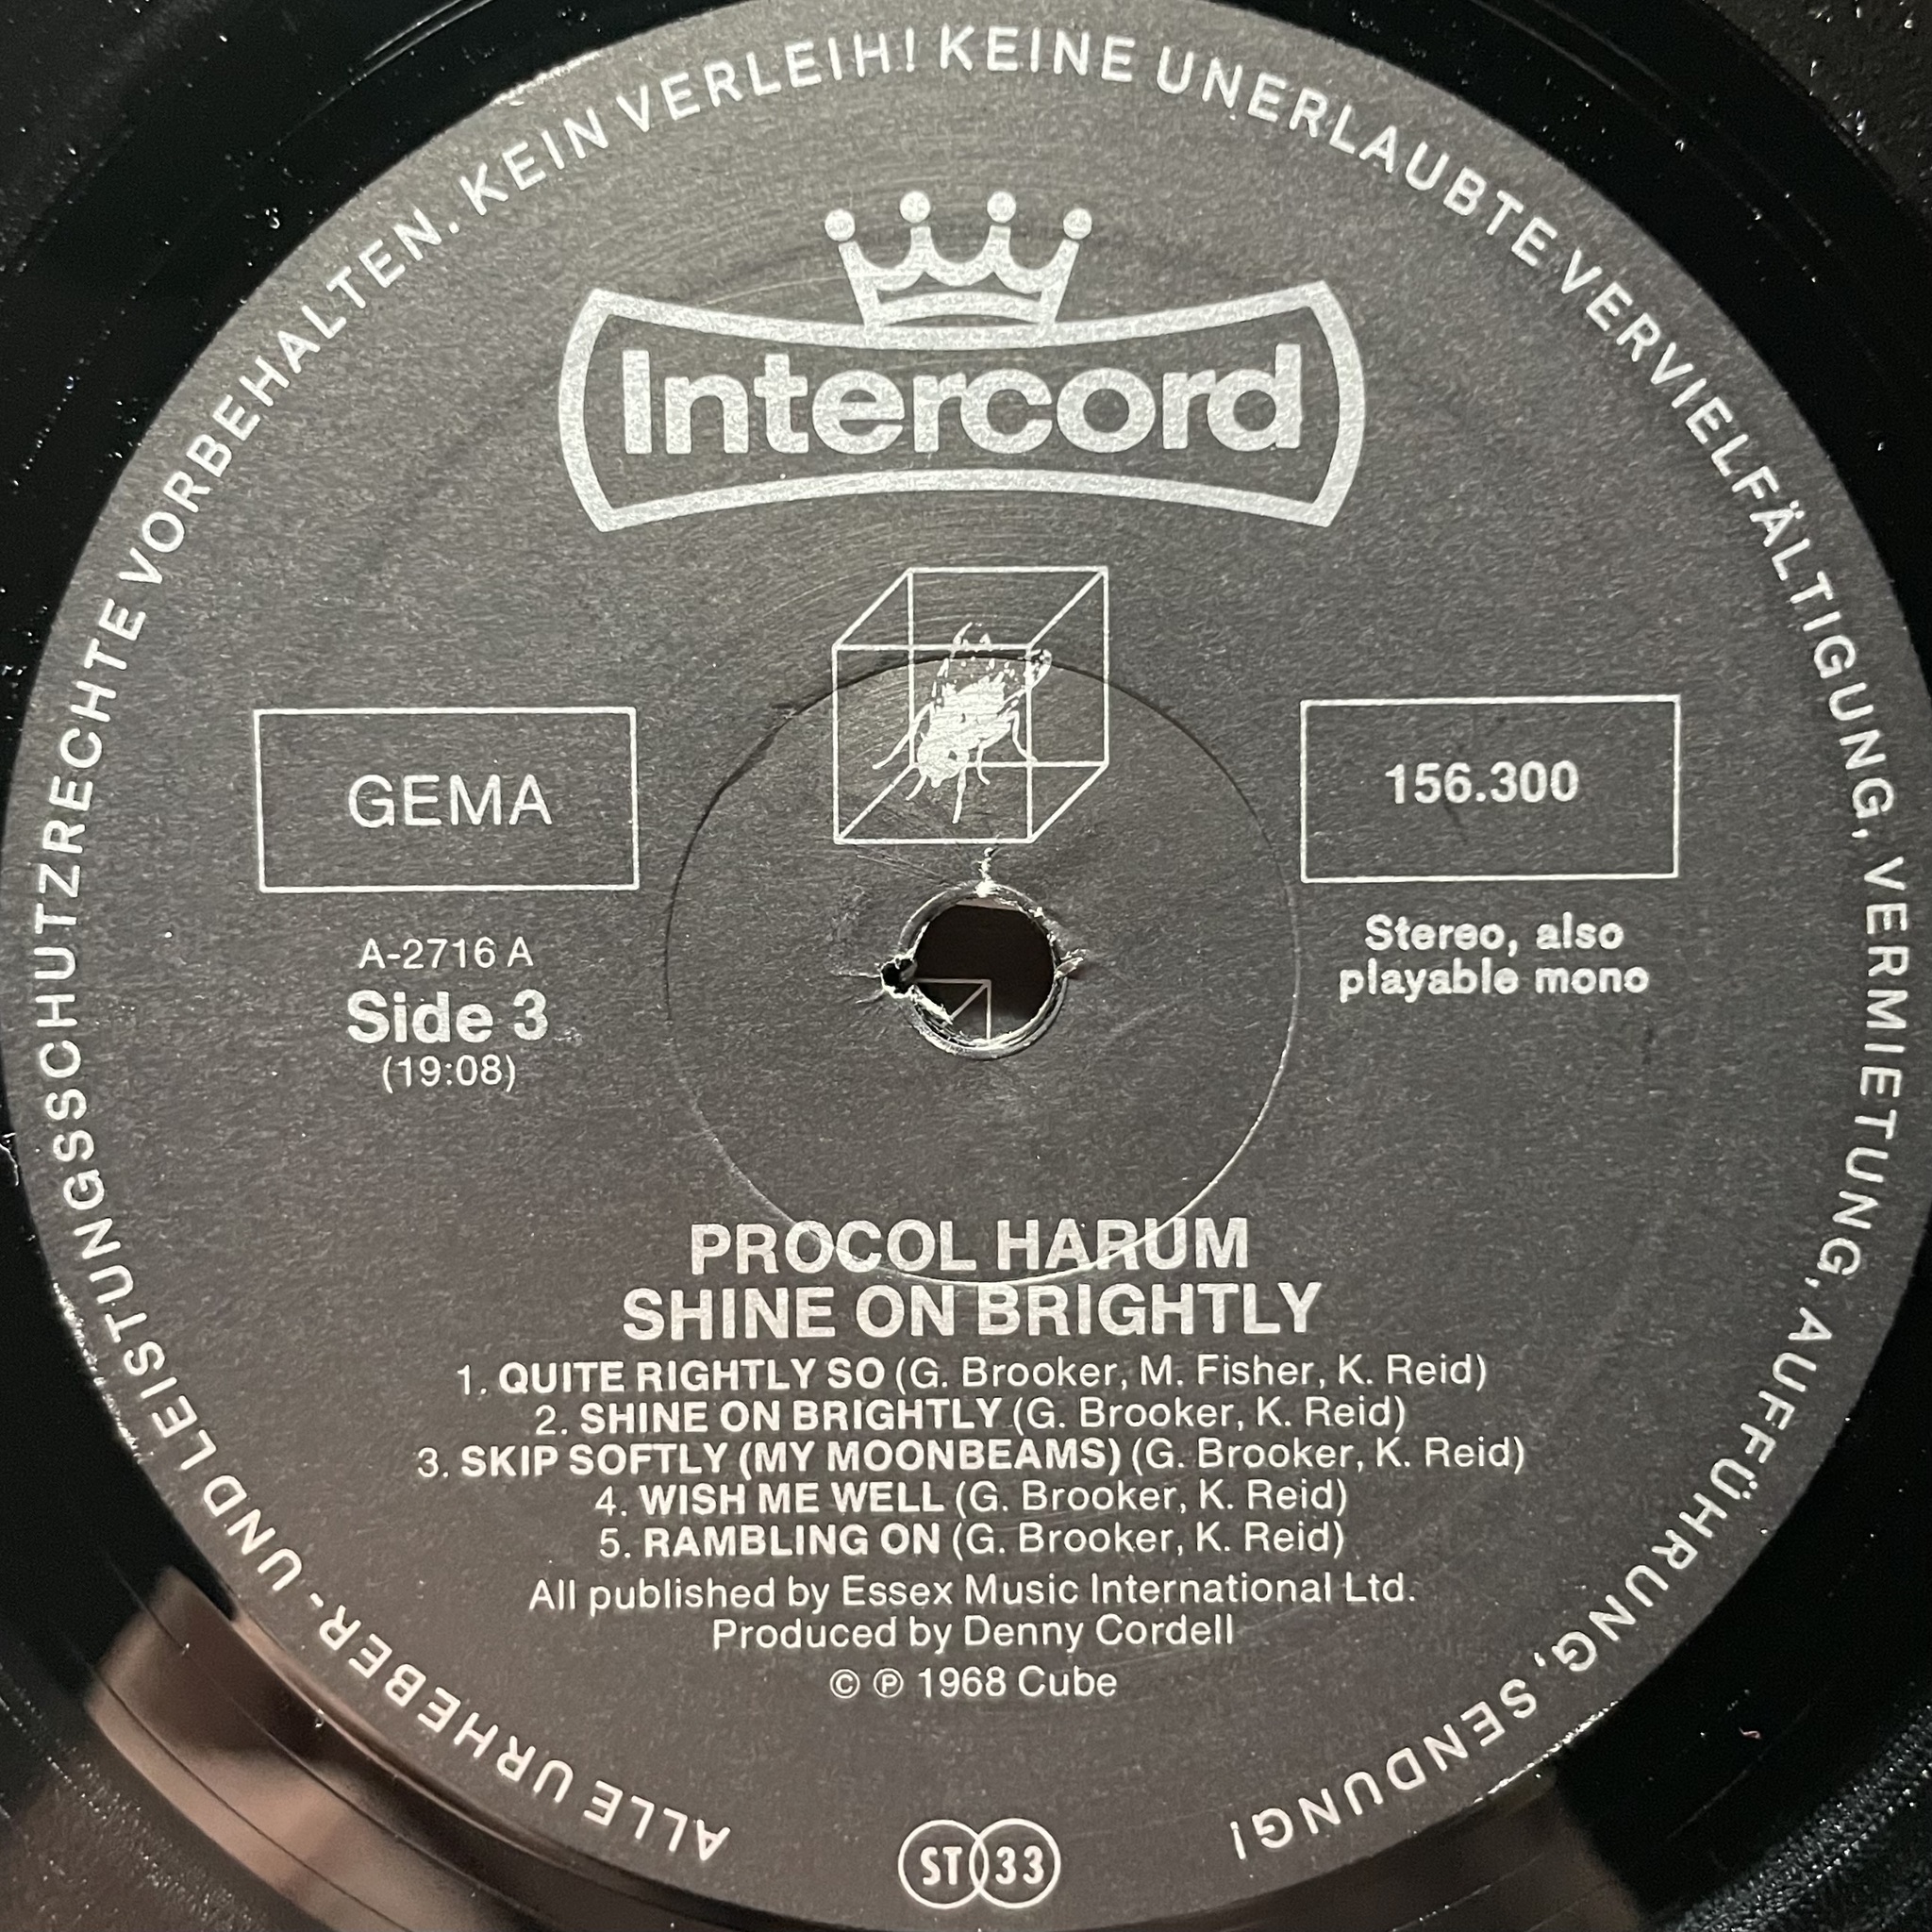 ALLE URHEBER- UND LEISTUNGSSCHUTZRECHTE VORBEHALTEN. KEIN VERLEIH! KEINE UNERLAUBTE VERVIELFÄLTIGUNG, VERMIETUNG, AUFFÜHRUNG, SENDUNG!
Intercord
GEMA
156.300
A-2716 A
Side 3
(19:08)
Stereo, also
playable mono
PROCOL HARUM
SHINE ON BRIGHTLY
1. QUITE RIGHTLY SO (G. Brooker, M. Fisher, K. Reid)
2. SHINE ON BRIGHTLY (G. Brooker, K. Reid)
3. SKIP SOFTLY (MY MOONBEAMS) (G. Brooker, K. Reid)
4. WISH ME WELL (G. Brooker, K. Reid)
5. RAMBLING ON (G. Brooker, K. Reid)
All published by Essex Music International Ltd.
Produced by Denny Cordell
© ℗ 1968 Cube
ST 33